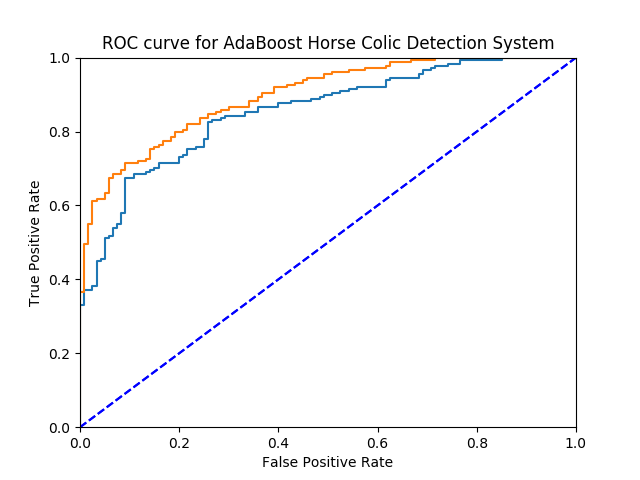 ROC curve for AdaBoost Horse Colic Detection System
1.0
0.8
0.6
0.4
0.2
0.0
True Positive Rate
0.0 0.2 0.4 0.6 0.8 1.0
False Positive Rate